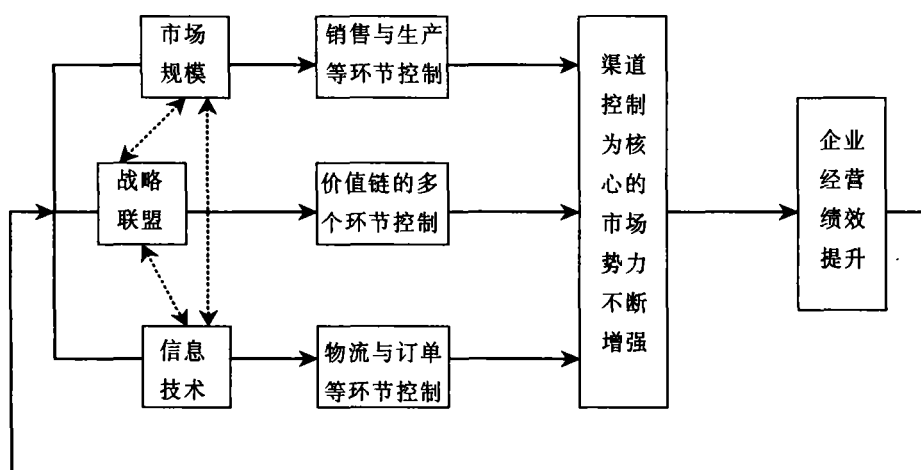 市场
规模
销售与生产
等环节控制
战略
联盟
价值链的多
个环节控制
信息
技术
物流与订单
等环节控制
渠道
控制
为核
心的
市场
势力
不断
增强
企业
经营
绩效
提升